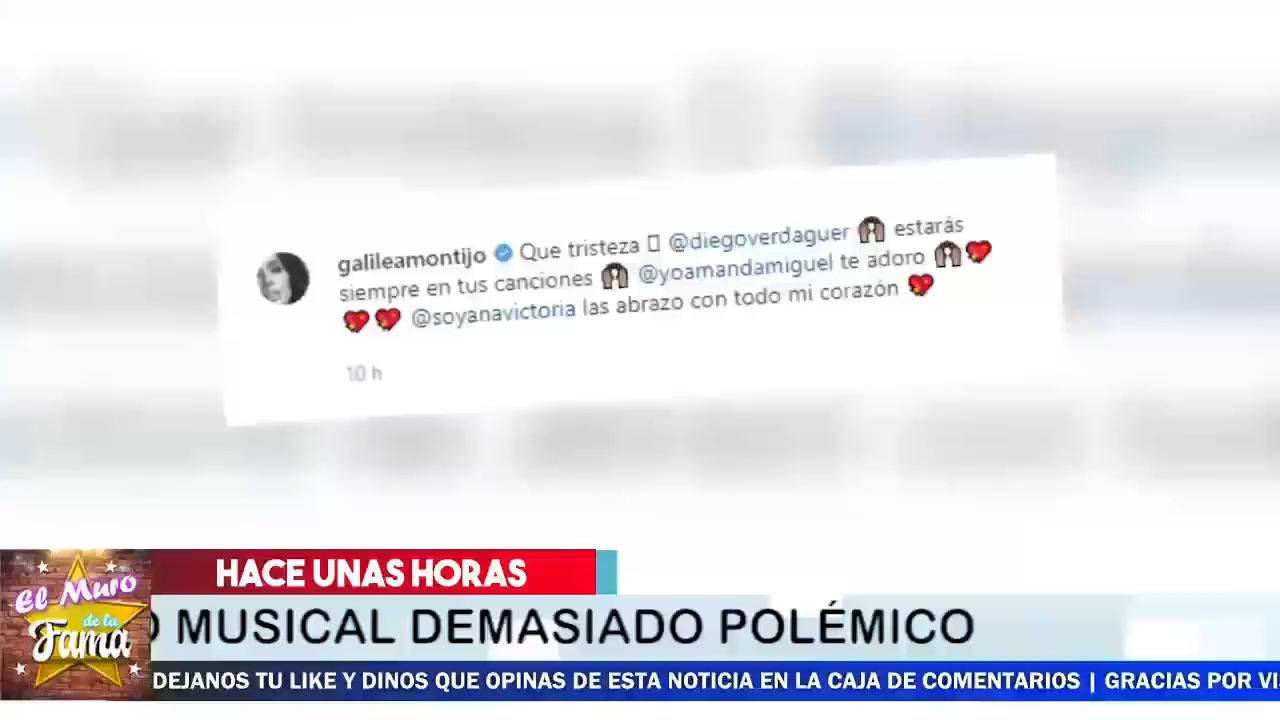 galileamontijo Que tristeza @diegoverdaguer estarás
siempre en tus canciones @yoamandamiguel te adoro
@soyanavictoria las abrazo con todo mi corazón
10 h
HACE UNAS HORAS
El Muro
de la
Fama
O MUSICAL DEMASIADO POLÉMICO
DEJANOS TU LIKE Y DINOS QUE OPINAS DE ESTA NOTICIA EN LA CAJA DE COMENTARIOS | GRACIAS POR VI